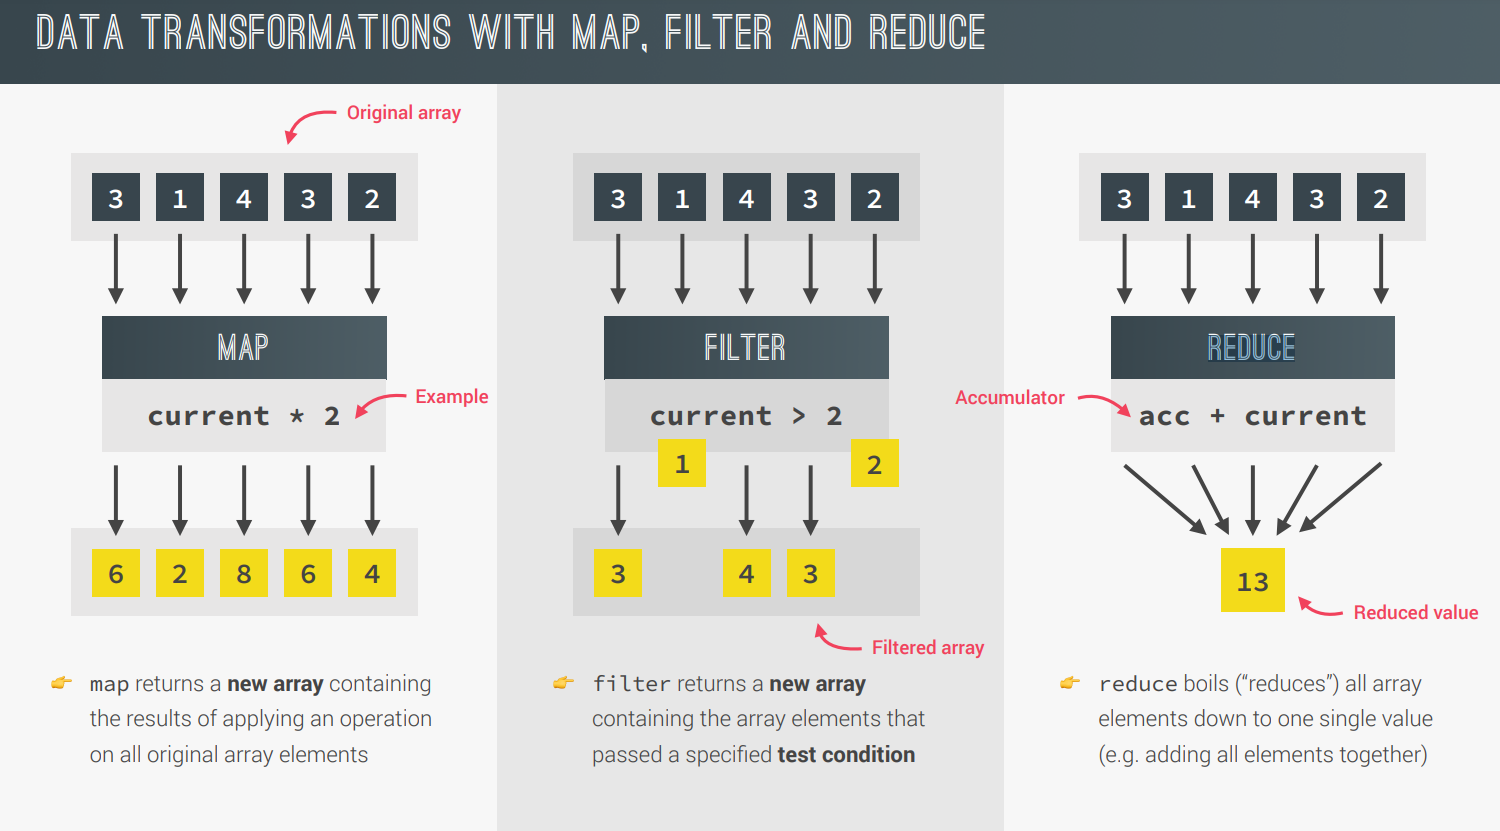 DATA TRANSFORMATIONS WITH MAP, FILTER AND REDUCE
Original array
3 1 4 3 2
MAP
current * 2
Example
6 2 8 6 4
map returns a new array containing
the results of applying an operation
on all original array elements
3 1 4 3 2
FILTER
current > 2
1 2
3 4 3
Filtered array
filter returns a new array
containing the array elements that
passed a specified test condition
3 1 4 3 2
REDUCE
Accumulator
acc + current
13
Reduced value
reduce boils (“reduces”) all array
elements down to one single value
(e.g. adding all elements together)